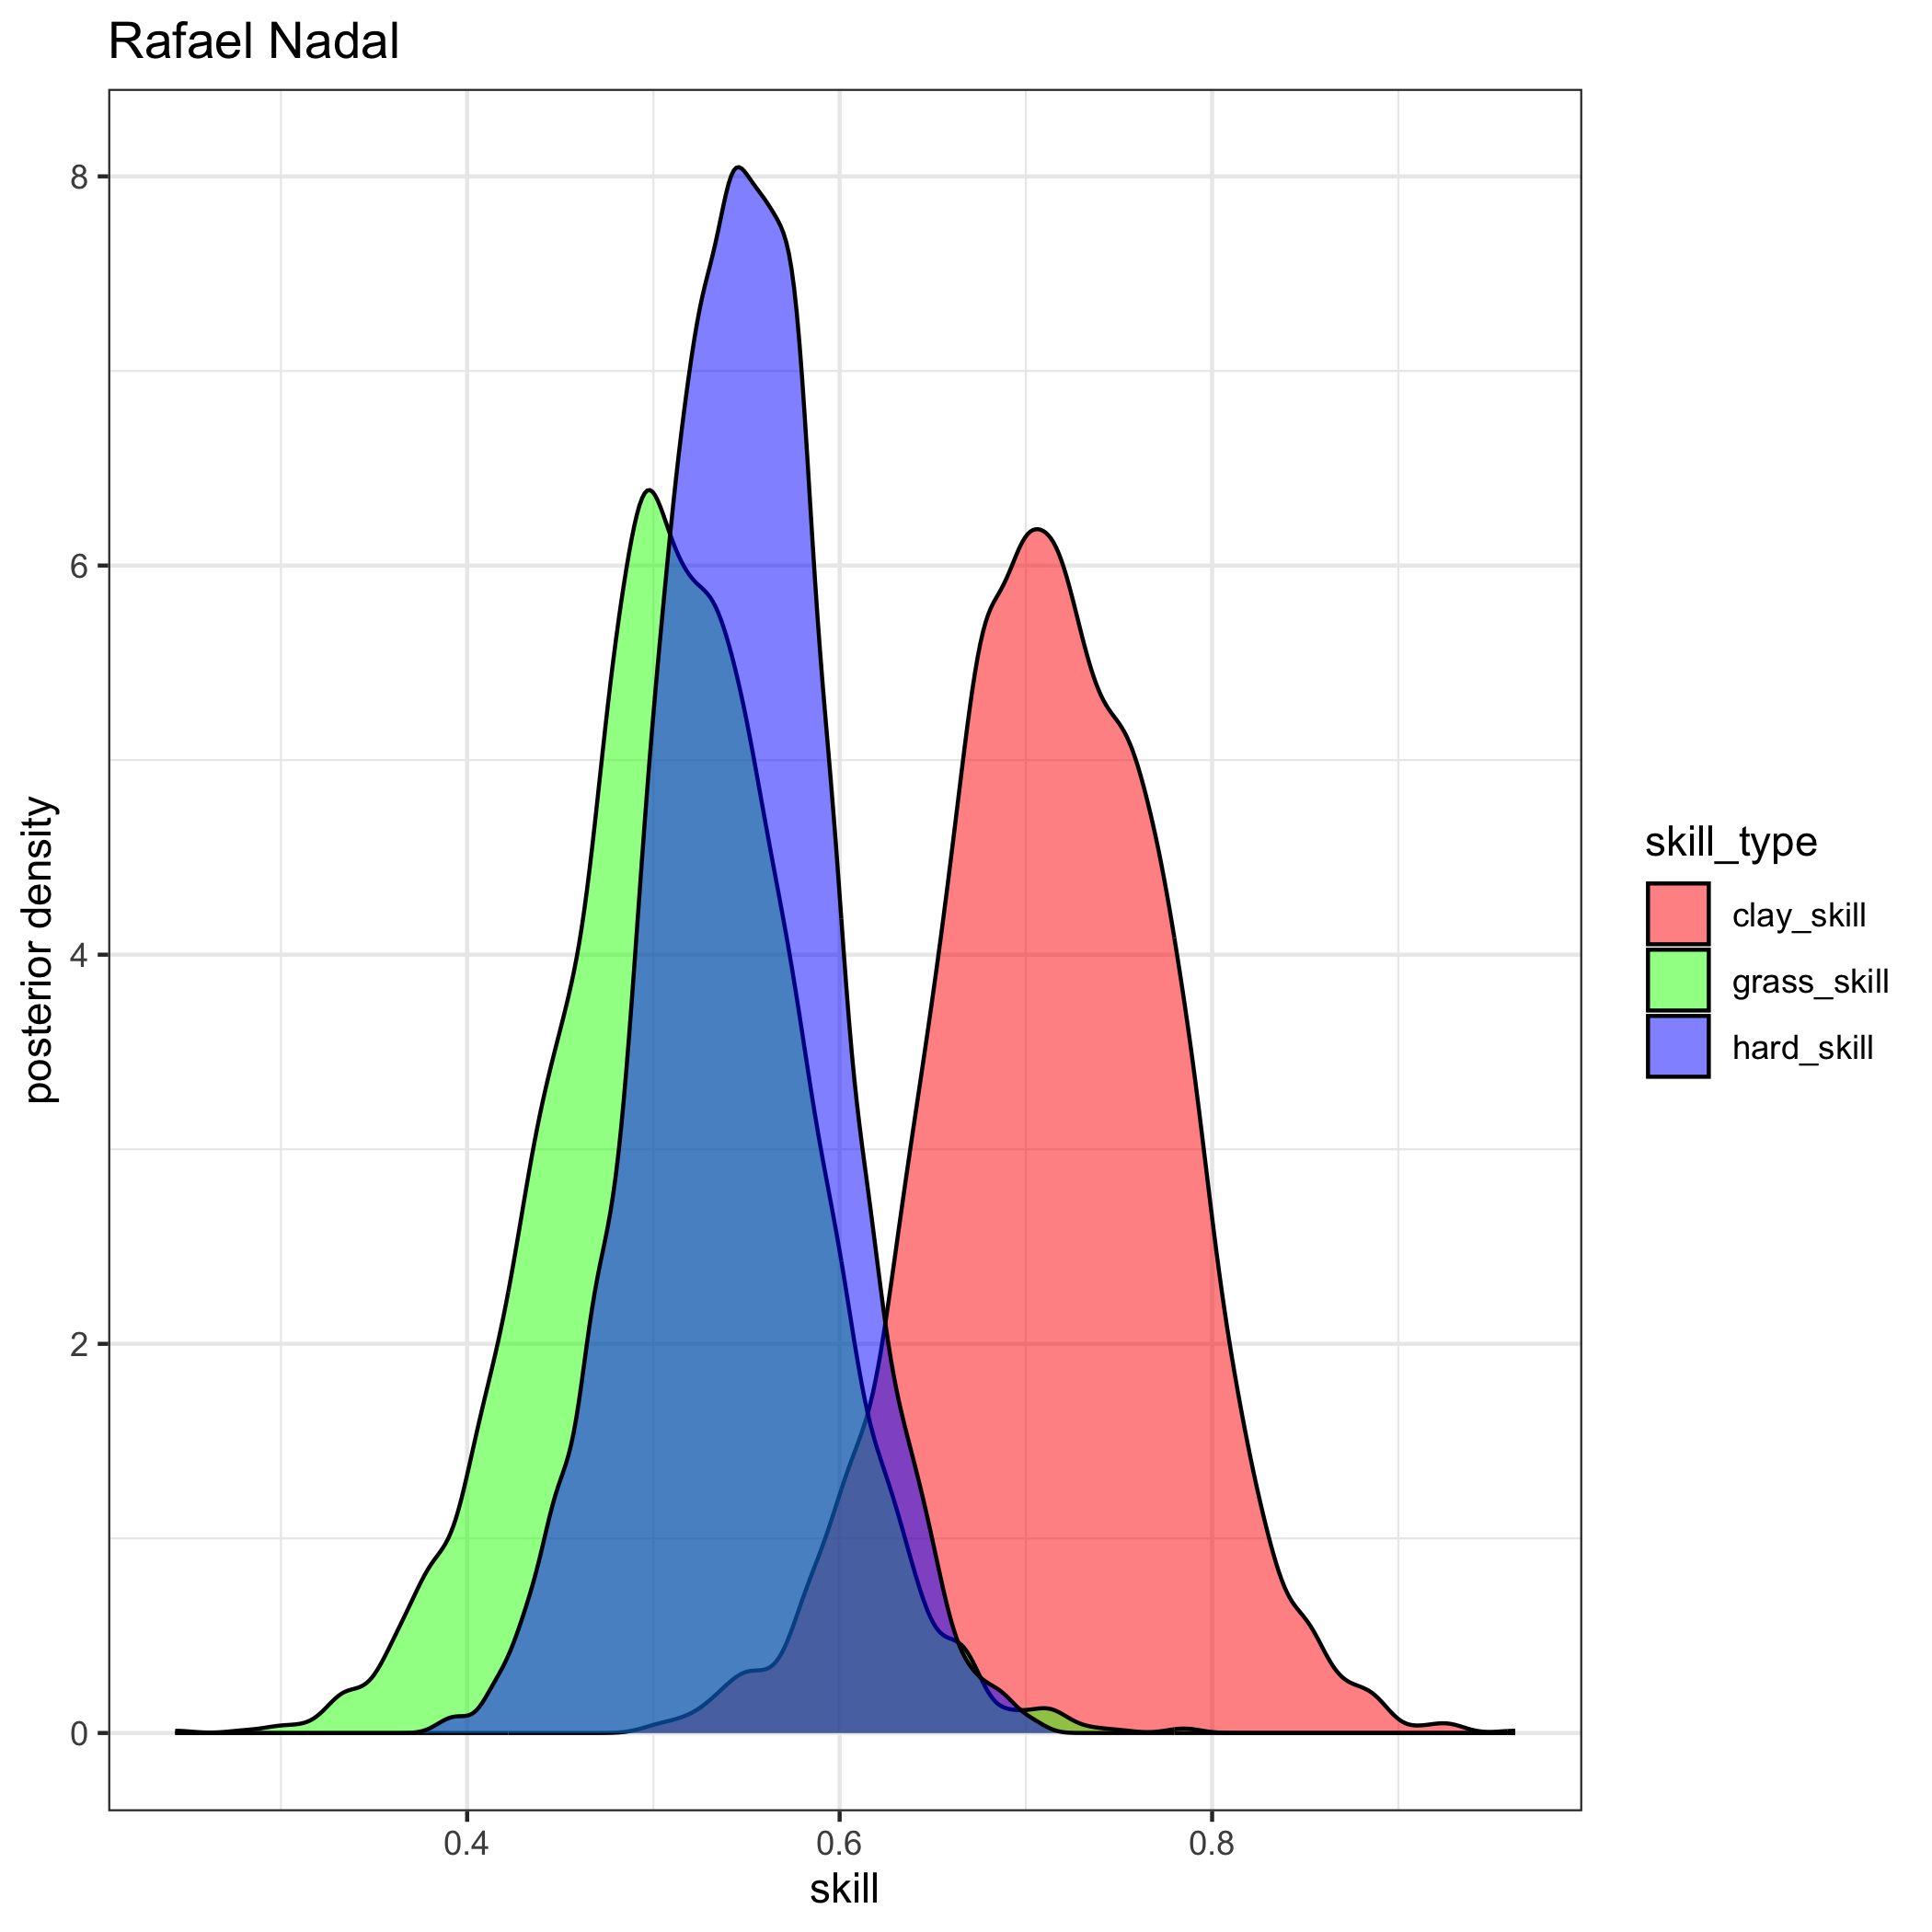 Rafael Nadal
8
6
4
2
0
posterior density
0.4
0.6
0.8
skill
skill_type
clay_skill
grass_skill
hard_skill